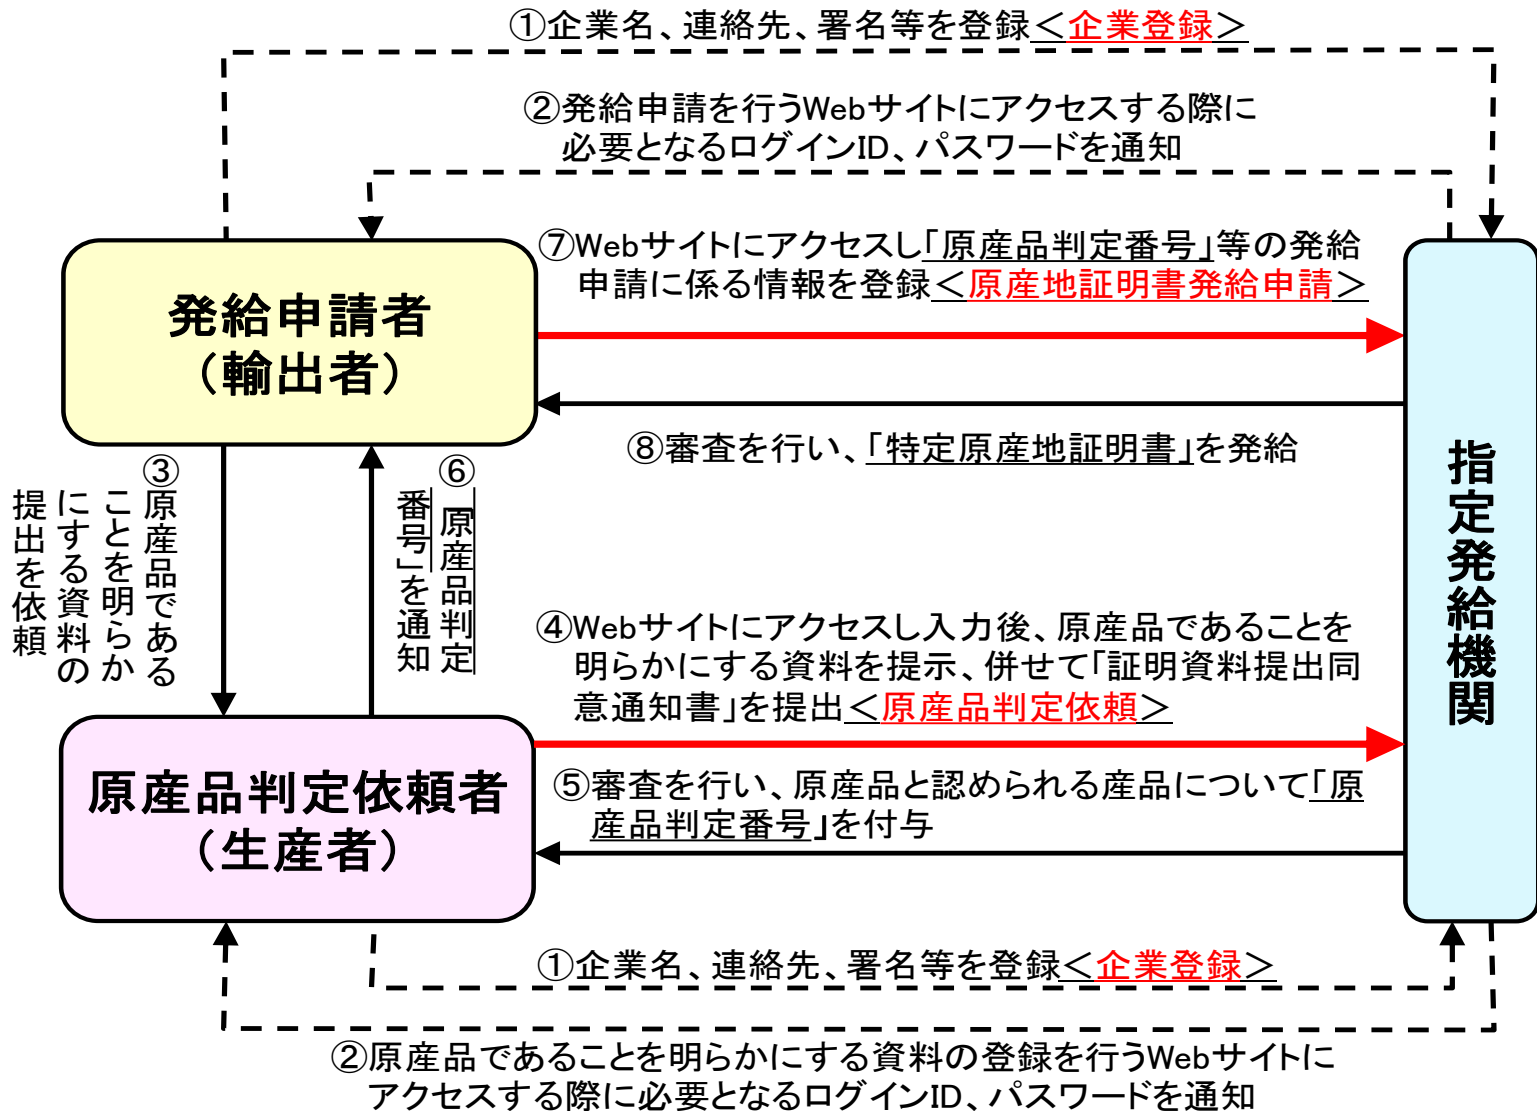 ①企業名、連絡先、署名等を登録＜企業登録＞
②発給申請を行うWebサイトにアクセスする際に
必要となるログインID、パスワードを通知
⑦Webサイトにアクセスし「原産品判定番号」等の発給
申請に係る情報を登録＜原産地証明書発給申請＞
発給申請者
（輸出者）
⑧審査を行い、「特定原産地証明書」を発給
指定発給機関
③原産品である
ことを明らか
にする資料の
提出を依頼
⑥「原産品判定
番号」を通知
④Webサイトにアクセスし入力後、原産品であることを
明らかにする資料を提示、併せて「証明資料提出同
意通知書」を提出＜原産品判定依頼＞
原産品判定依頼者
（生産者）
⑤審査を行い、原産品と認められる産品について「原
産品判定番号」を付与
①企業名、連絡先、署名等を登録＜企業登録＞
②原産品であることを明らかにする資料の登録を行うWebサイトに
アクセスする際に必要となるログインID、パスワードを通知